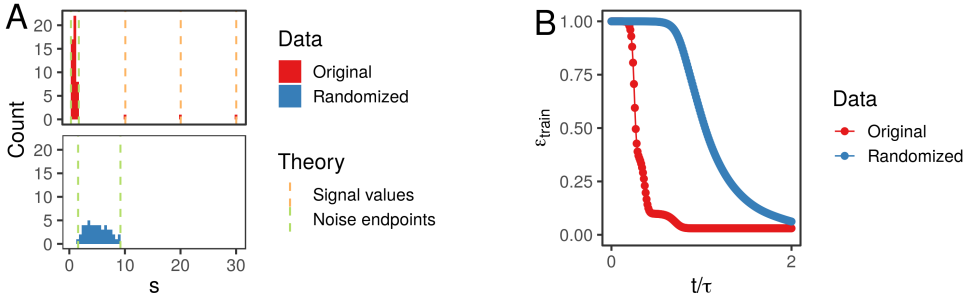 A
20
15
10
5
0
20
15
10
5
0
Count
0 10 20 30
s
Data
Original
Randomized
Theory
Signal values
Noise endpoints
B
1.00
0.75
0.50
0.25
0.00
εtrain
0 2
t/τ
Data
Original
Randomized